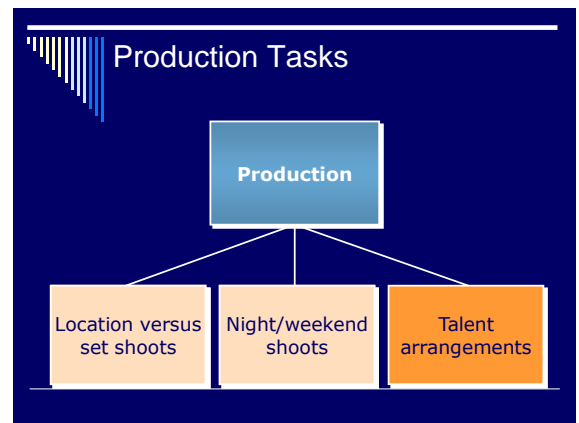 Production Tasks
Production
Location versus
set shoots
Night/weekend
shoots
Talent
arrangements